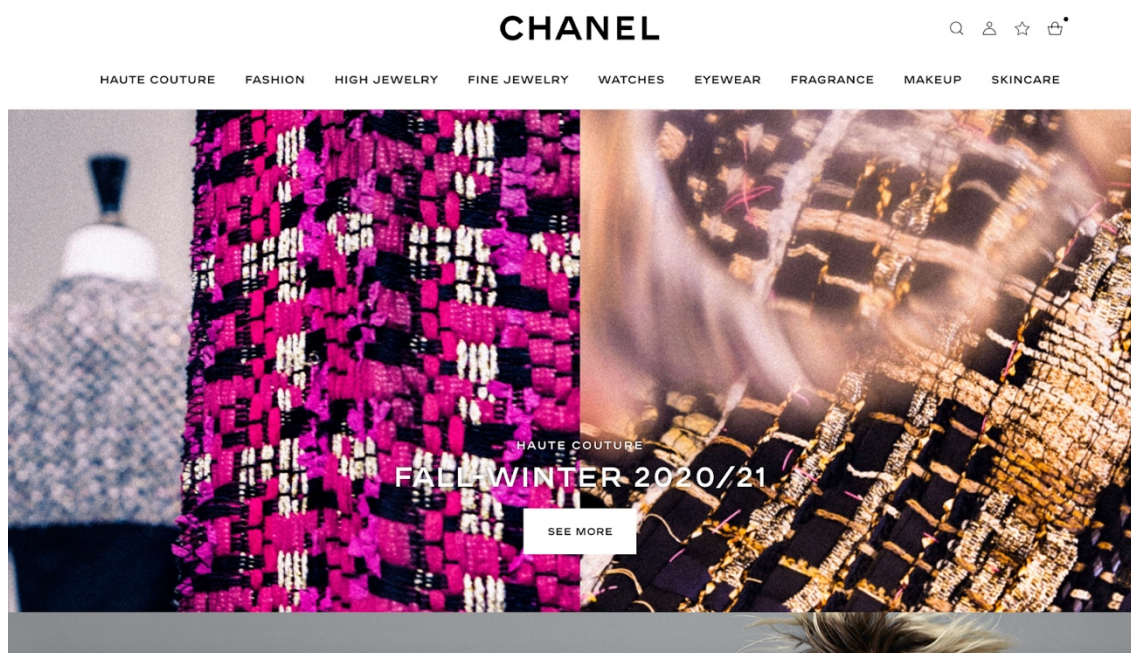 CHANEL
HAUTE COUTURE FASHION HIGH JEWELRY FINE JEWELRY WATCHES EYEWEAR FRAGRANCE MAKEUP SKINCARE
HAUTE COUTURE
FALL-WINTER 2020/21
SEE MORE